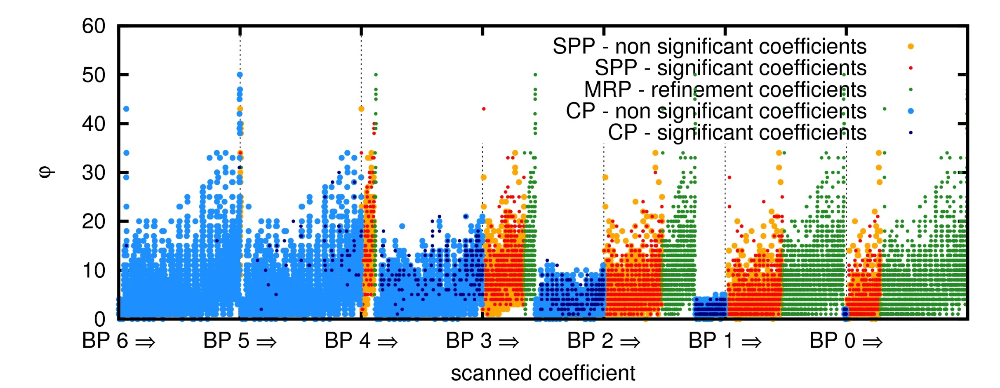 60
50
40
30
20
10
0
φ
SPP - non significant coefficients
SPP - significant coefficients
MRP - refinement coefficients
CP - non significant coefficients
CP - significant coefficients
BP 6 ⇒ BP 5 ⇒ BP 4 ⇒ BP 3 ⇒ BP 2 ⇒ BP 1 ⇒ BP 0 ⇒
scanned coefficient